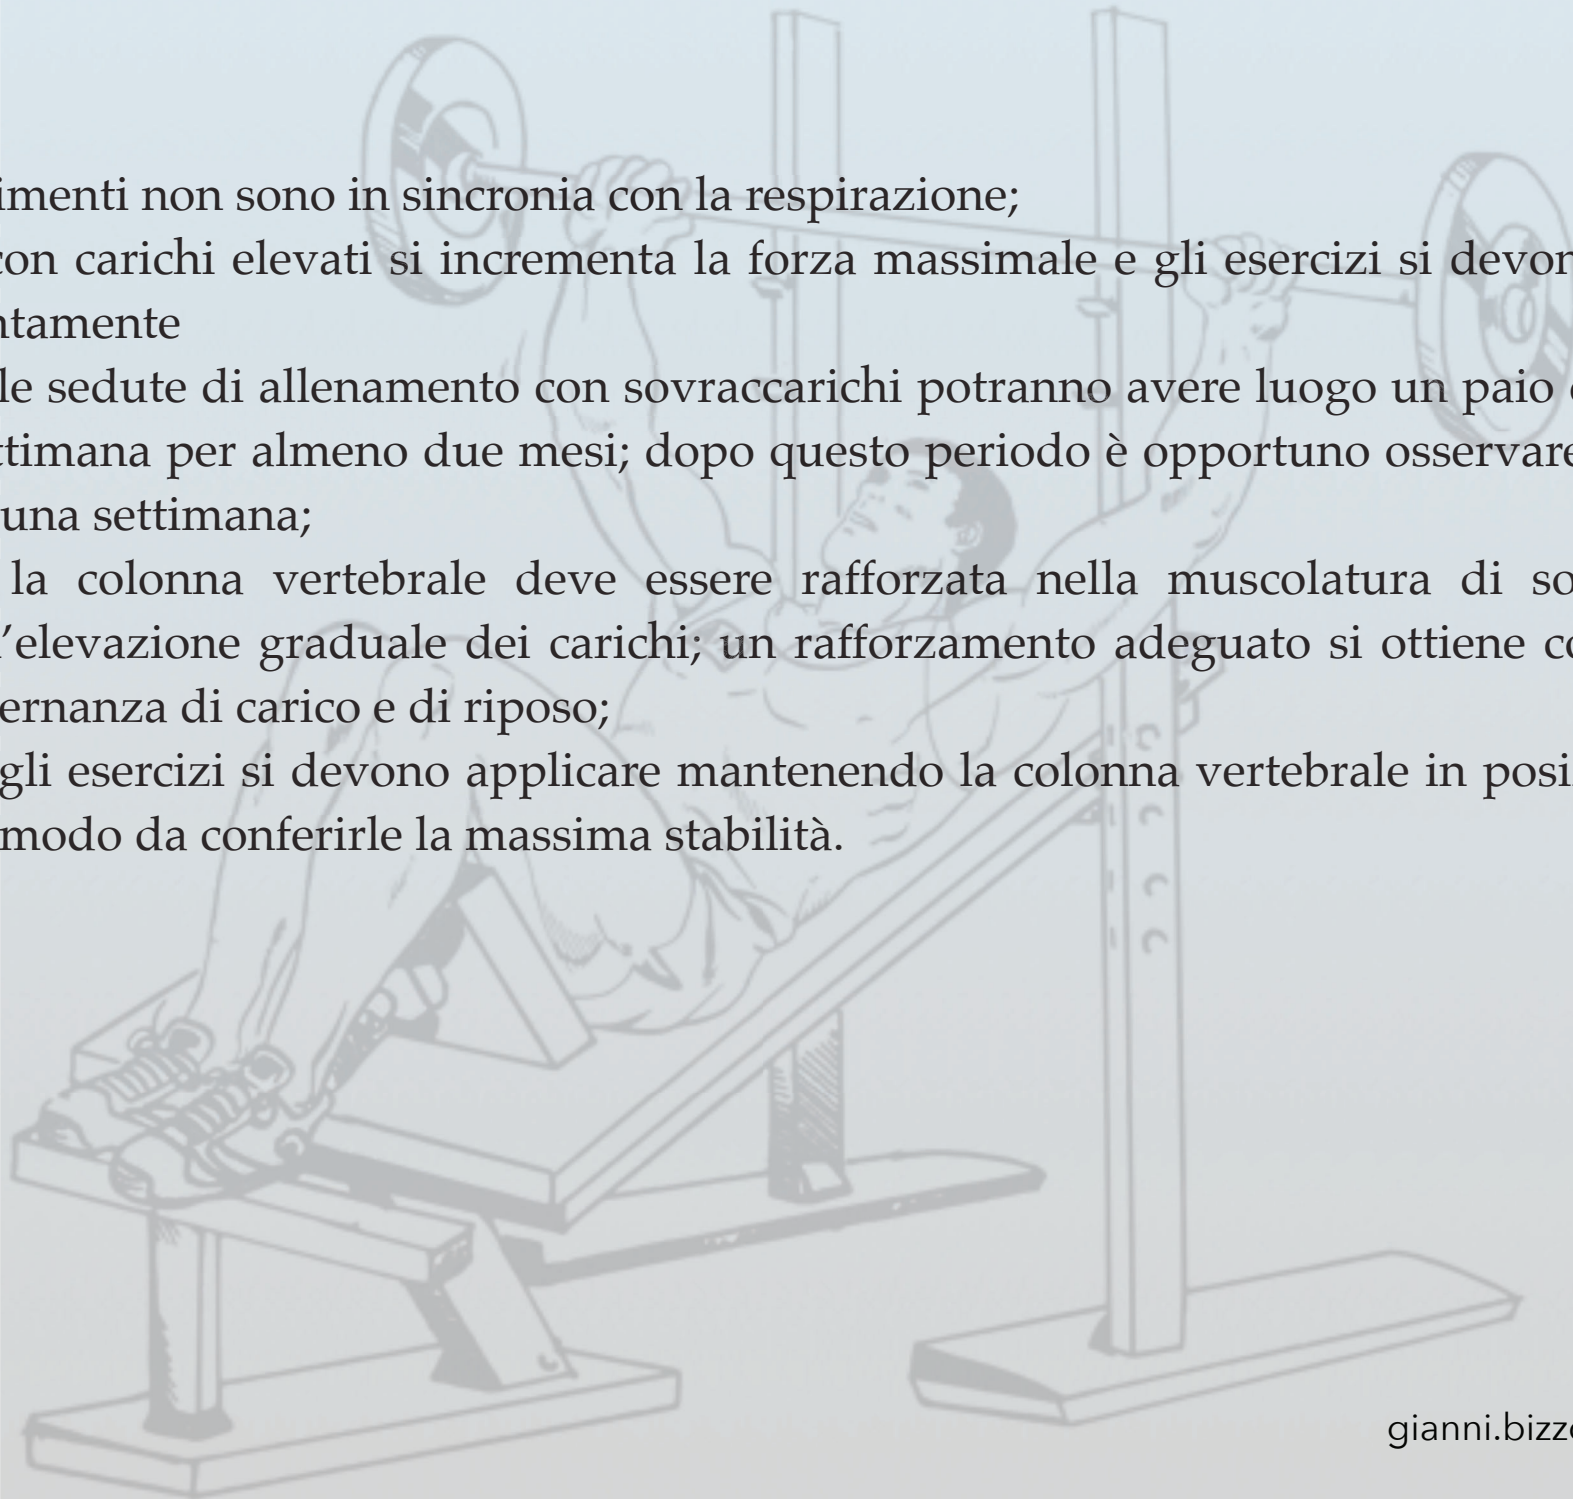 imenti non sono in sincronia con la respirazione;
con carichi elevati si incrementa la forza massimale e gli esercizi si devon
ntamente
le sedute di allenamento con sovraccarichi potranno avere luogo un paio
ttimana per almeno due mesi; dopo questo periodo è opportuno osservare
una settimana;
la colonna vertebrale deve essere rafforzata nella muscolatura di so
l'elevazione graduale dei carichi; un rafforzamento adeguato si ottiene co
ernanza di carico e di riposo;
gli esercizi si devono applicare mantenendo la colonna vertebrale in posi
modo da conferirle la massima stabilità.
gianni.bizz